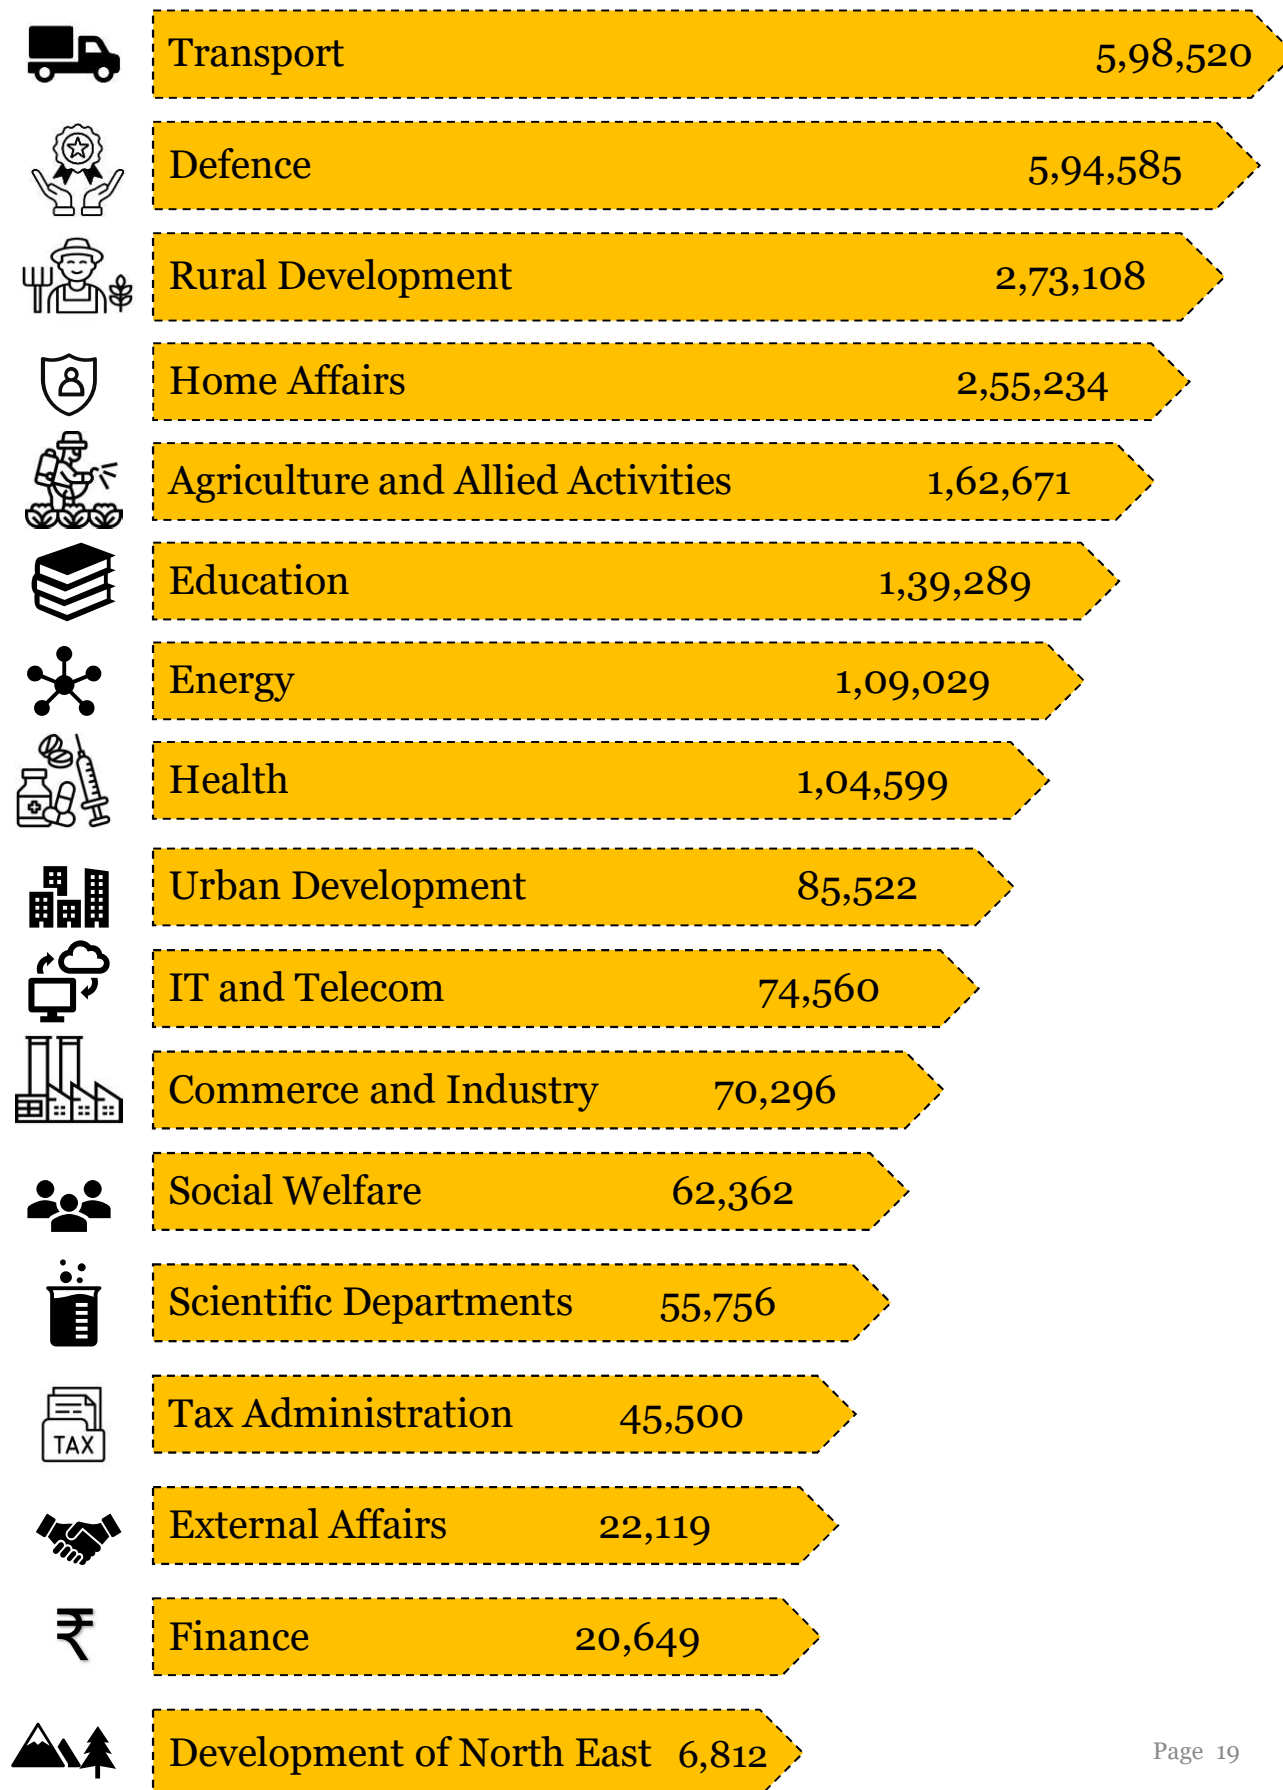 Transport 5,98,520
Defence 5,94,585
Rural Development 2,73,108
Home Affairs 2,55,234
Agriculture and Allied Activities 1,62,671
Education 1,39,289
Energy 1,09,029
Health 1,04,599
Urban Development 85,522
IT and Telecom 74,560
Commerce and Industry 70,296
Social Welfare 62,362
Scientific Departments 55,756
TAX
Tax Administration 45,500
External Affairs 22,119
₹
Finance 20,649
Development of North East 6,812
Page 19